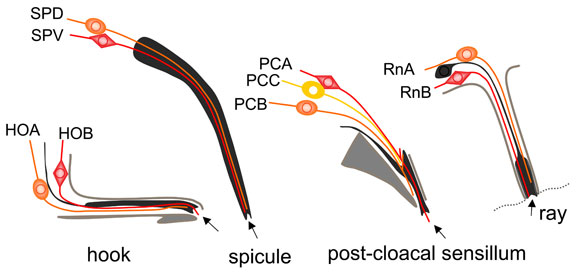 SPD
SPV
HOA
HOB
hook
spicule
PCA
PCC
PCB
post-cloacal sensillum
RnA
RnB
ray